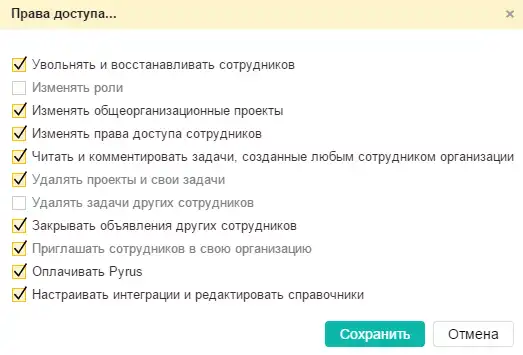 Права доступа...
×
Увольнять и восстанавливать сотрудников
Изменять роли
Изменять общеорганизационные проекты
Изменять права доступа сотрудников
Читать и комментировать задачи, созданные любым сотрудником организации
Удалять проекты и свои задачи
Удалять задачи других сотрудников
Закрывать объявления других сотрудников
Приглашать сотрудников в свою организацию
Оплачивать Pyrus
Настраивать интеграции и редактировать справочники
Сохранить Отмена